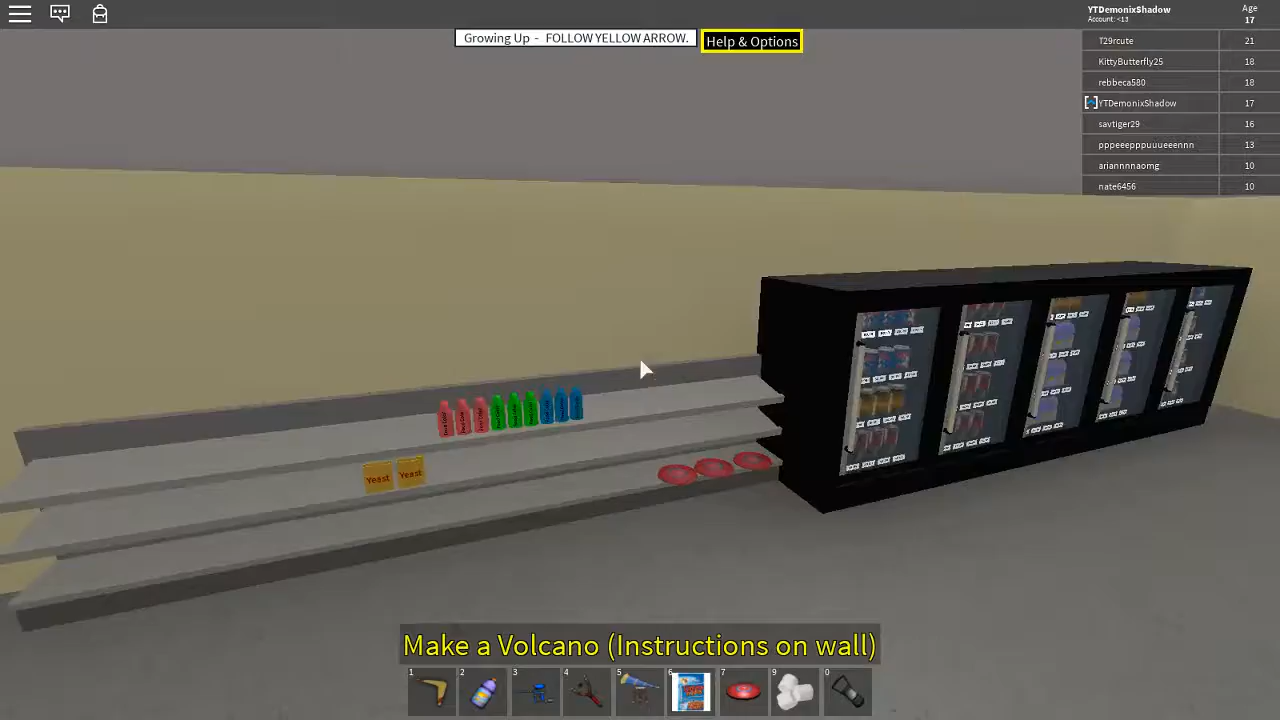 YTDemonixShadow
Account: <13
Age
17
Growing Up - FOLLOW YELLOW ARROW.
Help & Options
T29rcute 21
KittyButterfly25 18
rebbeca580 18
YTDemonixShadow 17
savtiger29 16
pppeeepppuuueeennn 13
ariannnnaomg 10
nate6456 10
Yeast
Yeast
Make a Volcano (Instructions on wall)
1
2
3
4
5
6
7
9
0